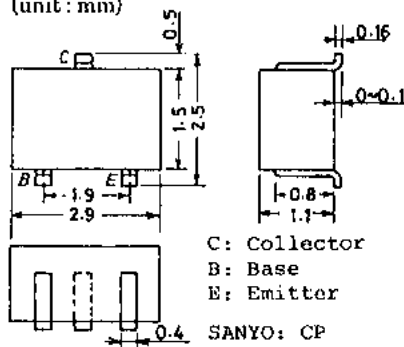 (unit: mm)
C
0.5
0.16
1.5
2.5
0~0.1
B
E
1.9
2.9
0.8
1.1
C: Collector
B: Base
E: Emitter
0.4
SANYO: CP